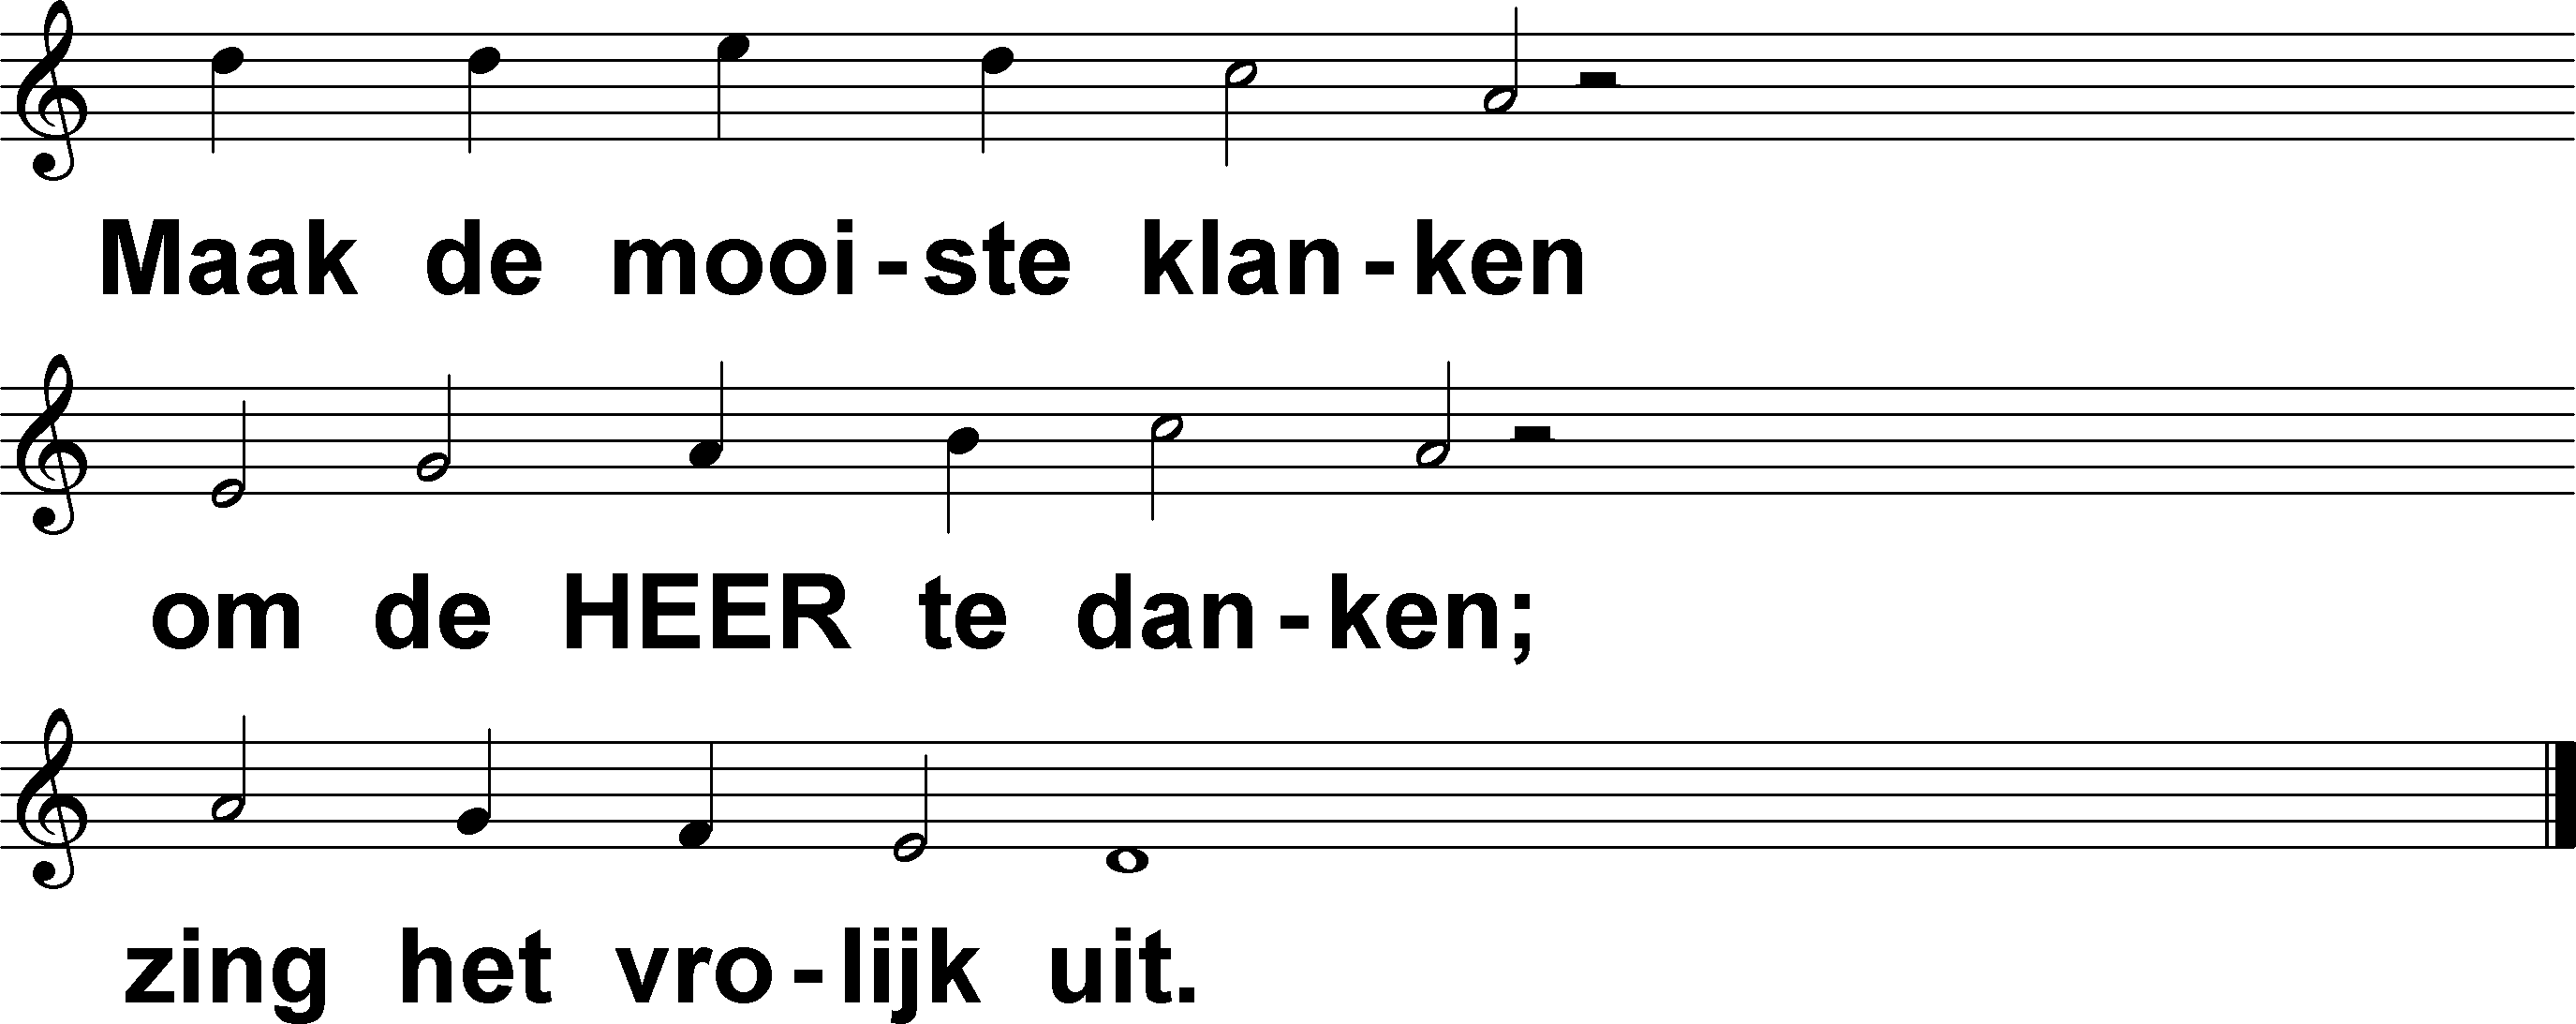 Maak de mooi-ste klan-ken
om de HEER te dan-ken;
zing het vro-lijk uit.